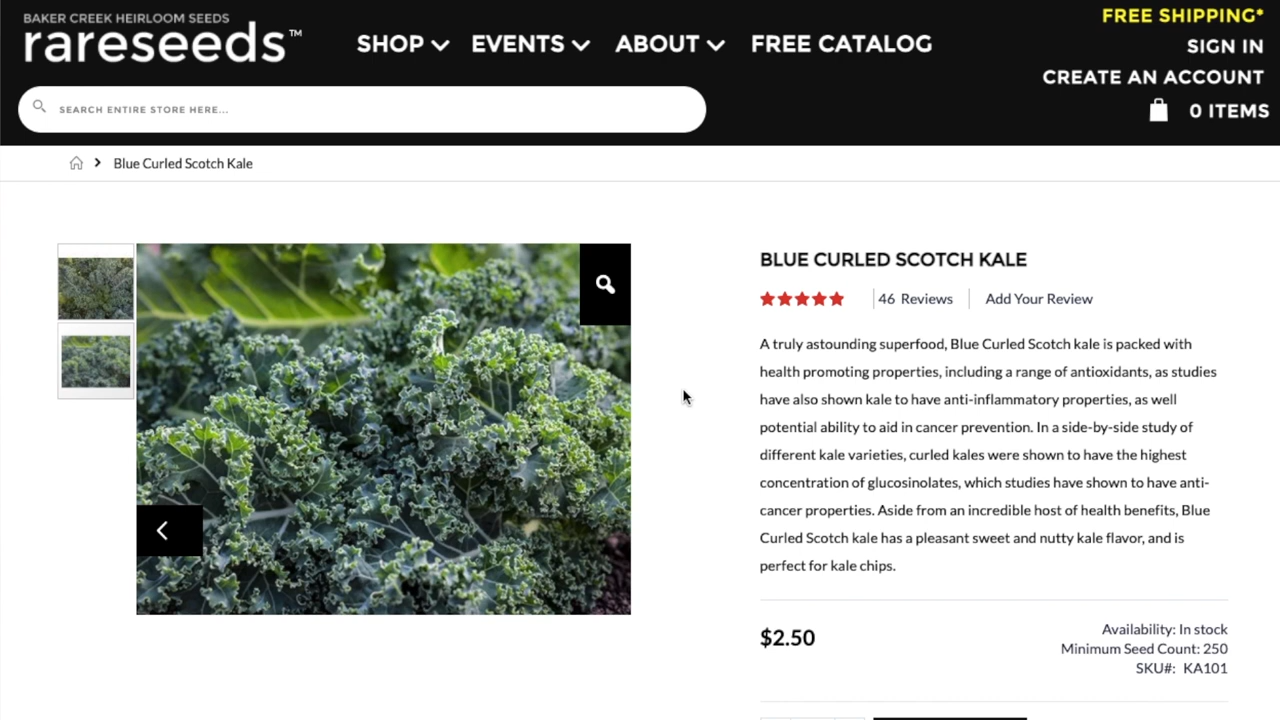 BAKER CREEK HEIRLOOM SEEDS
rareseeds™
SHOP
EVENTS
ABOUT
FREE CATALOG
FREE SHIPPING*
SIGN IN
CREATE AN ACCOUNT
0 ITEMS
SEARCH ENTIRE STORE HERE...
Blue Curled Scotch Kale
BLUE CURLED SCOTCH KALE
46 Reviews
Add Your Review
A truly astounding superfood, Blue Curled Scotch kale is packed with
health promoting properties, including a range of antioxidants, as studies
have also shown kale to have anti-inflammatory properties, as well
potential ability to aid in cancer prevention. In a side-by-side study of
different kale varieties, curled kales were shown to have the highest
concentration of glucosinolates, which studies have shown to have anti-
cancer properties. Aside from an incredible host of health benefits, Blue
Curled Scotch kale has a pleasant sweet and nutty kale flavor, and is
perfect for kale chips.
$2.50
Availability: In stock
Minimum Seed Count: 250
SKU#: KA101